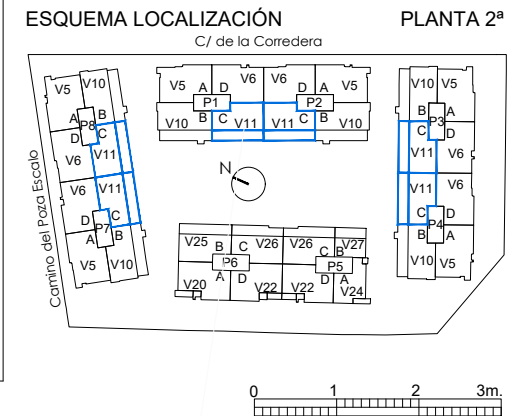 ESQUEMA LOCALIZACIÓN PLANTA 2ª
C/ de la Corredera
V5 V10
A B
P8
D C
V6 V11
V6 V11
D C
P7
A B
V5 V10
V5 A D V6 V6 D A V5
P1 P2
V10 B C V11 V11 C B V10
V10 V5
B A
P3
C D
V11 V6
V11 V6
C D
P4
B A
V10 V5
N
Camino del Poza Escalo
V25 B C V26 V26 C B V27
P6 P5
V20 A D V22 V22 D A V24
0 1 2 3m.